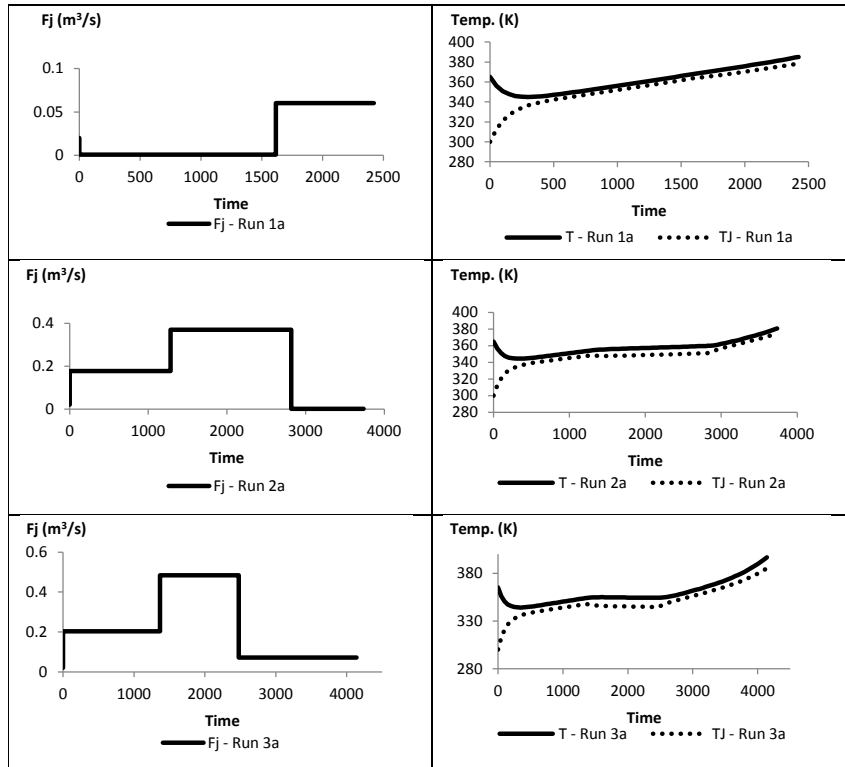 Fj (m³/s)
0.1
0.05
0
0 500 1000 1500 2000 2500
Time
Fj - Run 1a
Temp. (K)
400
380
360
340
320
300
280
0 500 1000 1500 2000 2500
Time
T - Run 1a TJ - Run 1a
Fj (m³/s)
0.4
0.2
0
0 1000 2000 3000 4000
Time
Fj - Run 2a
Temp. (K)
400
380
360
340
320
300
280
0 1000 2000 3000 4000
Time
T - Run 2a TJ - Run 2a
Fj (m³/s)
0.6
0.4
0.2
0
0 1000 2000 3000 4000
Time
Fj - Run 3a
Temp. (K)
380
330
280
0 1000 2000 3000 4000
Time
T - Run 3a TJ - Run 3a